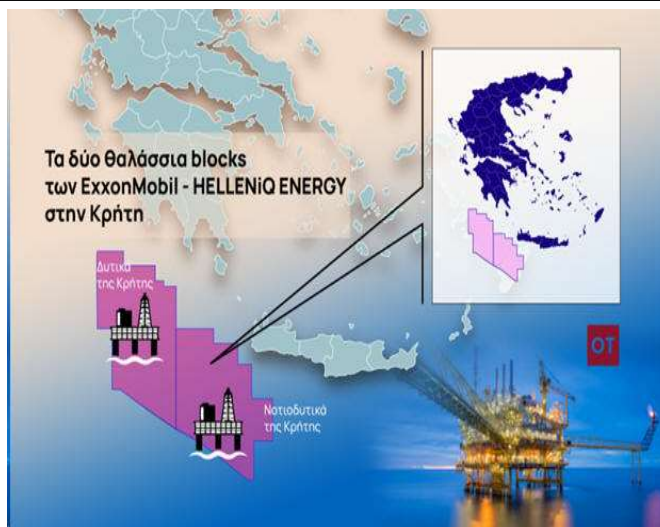 Τα δύο θαλάσσια blocks
των ExxonMobil - HELLENiQ ENERGY
στην Κρήτη
Δυτικά
της Κρήτης
OT
Νοτιοδυτικά
της Κρήτης